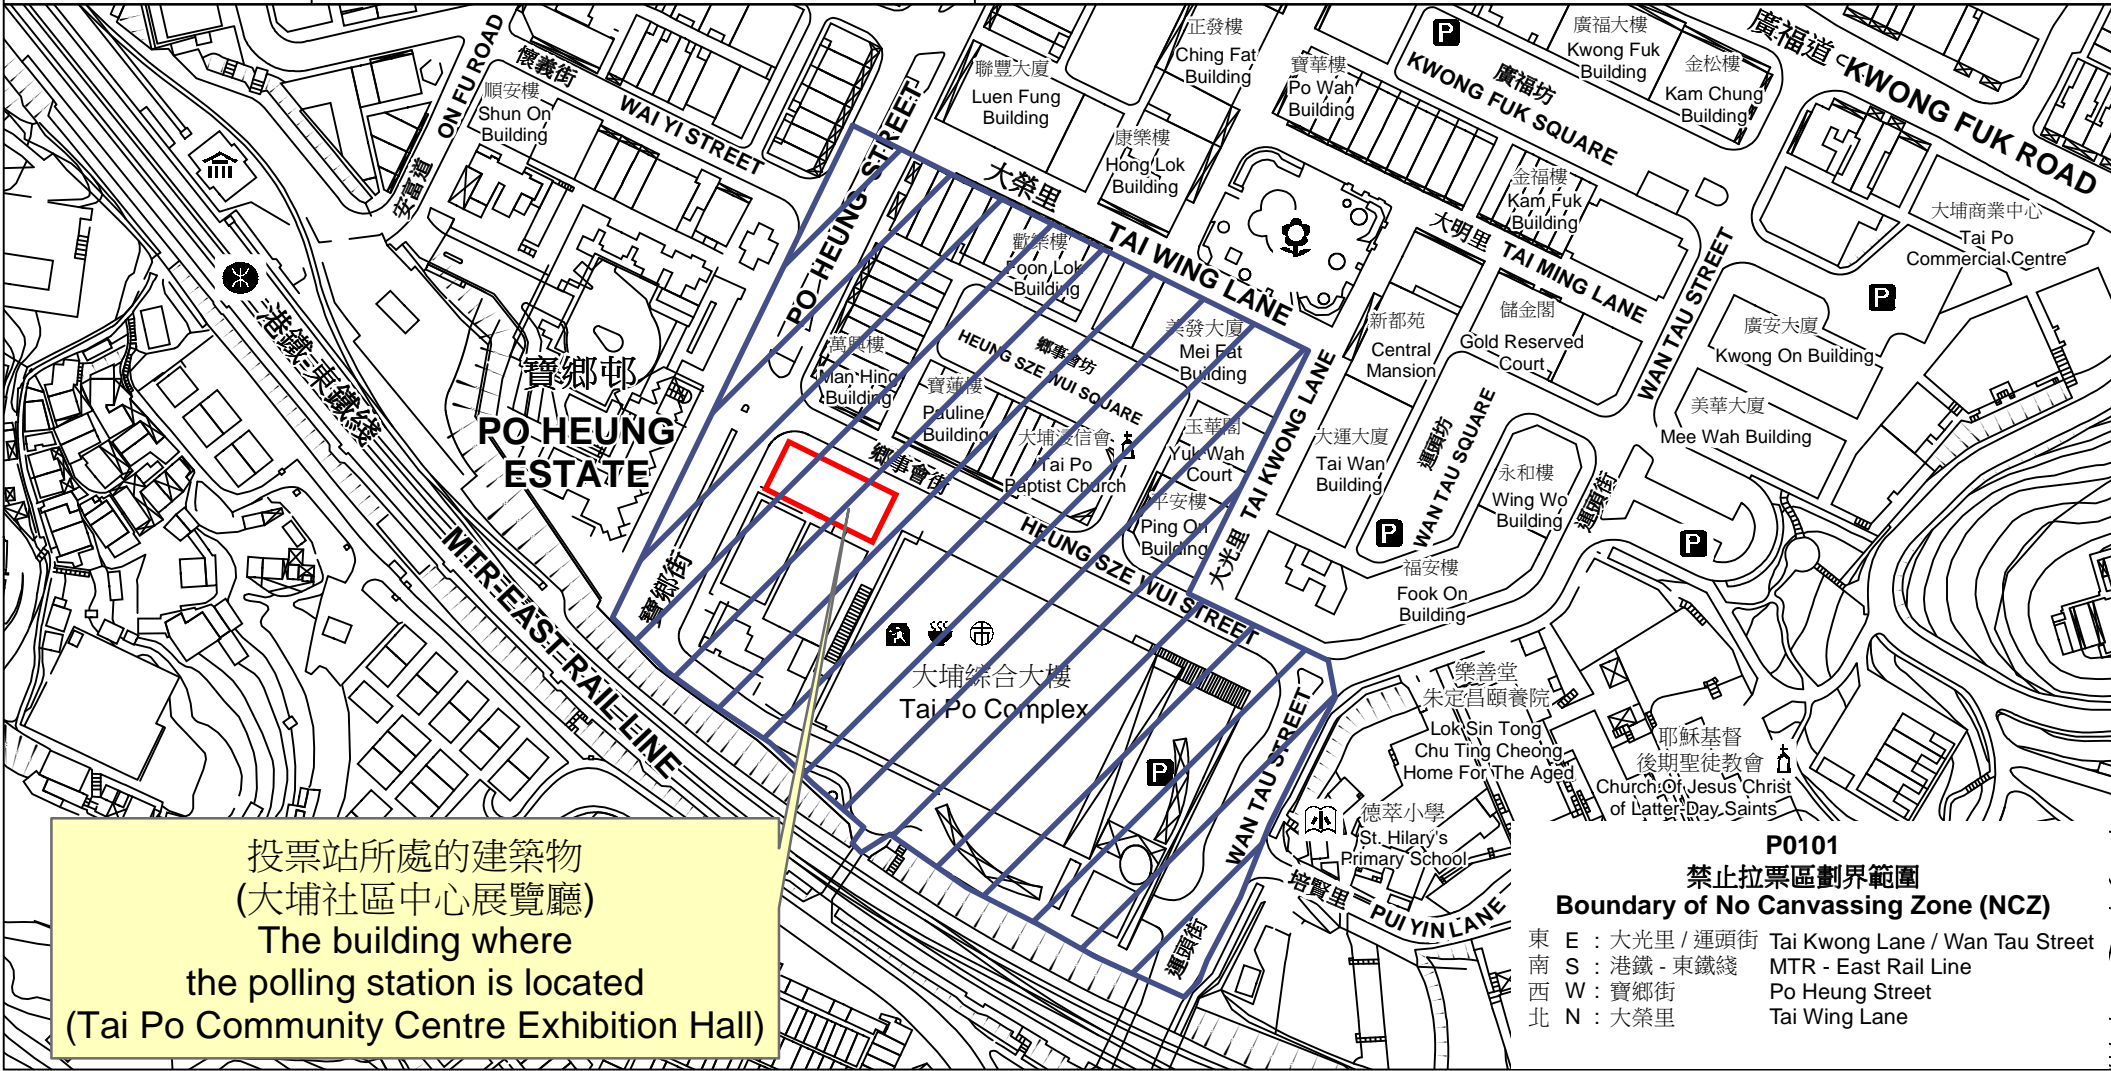 正發樓
Ching Fat
Building
廣福大樓
Kwong Fuk
Building
金松樓
Kam Chung
Building
廣福道 KWONG FUK ROAD
聯豐大廈
Luen Fung
Building
寶華樓
Po Wah
Building
廣福坊
KWONG FUK SQUARE
康樂樓
Hong Lok
Building
安富道 ON FU ROAD
懷義街
WAI YI STREET
順安樓
Shun On
Building
PO HEUNG STREET
大榮里
TAI WING LANE
金福樓
Kam Fuk
Building
大明里 TAI MING LANE
大埔商業中心
Tai Po
Commercial Centre
WAN TAU STREET
歡樂樓
Foon Lok
Building
美發大廈
Mei Fat
Building
鄉事會坊
HEUNG SZE WUI SQUARE
新都苑
Central
Mansion
儲金閣
Gold Reserved
Court
廣安大廈
Kwong On Building
美華大廈
Mee Wah Building
港鐵-東鐵綫
MTR-EAST RAIL LINE
寶鄉邨
PO HEUNG
ESTATE
萬興樓
Man Hing
Building
寶蓮樓
Pauline
Building
大埔浸信會
Tai Po
Baptist Church
玉華閣
Yuk Wah
Court
平安樓
Ping On
Building
大光里 TAI KWONG LANE
大運大廈
Tai Wan
Building
運頭坊
WAN TAU SQUARE
永和樓
Wing Wo
Building
運頭街
福安樓
Fook On
Building
鄉事會街
HEUNG SZE WUI STREET
寶鄉街
大埔綜合大樓
Tai Po Complex
WAN TAU STREET
運頭街
樂善堂
朱定昌頤養院
Lok Sin Tong
Chu Ting Cheong
Home For The Aged
耶穌基督
後期聖徒教會
Church Of Jesus Christ
of Latter-Day Saints
德萃小學
St. Hilary's
Primary School
培賢里
PUI YIN LANE
P
P
P
P
P
小
投票站所處的建築物
(大埔社區中心展覽廳)
The building where
the polling station is located
(Tai Po Community Centre Exhibition Hall)
P0101
禁止拉票區劃界範圍
Boundary of No Canvassing Zone (NCZ)
東 E : 大光里 / 運頭街 Tai Kwong Lane / Wan Tau Street
南 S : 港鐵 - 東鐵綫 MTR - East Rail Line
西 W : 寶鄉街 Po Heung Street
北 N : 大榮里 Tai Wing Lane